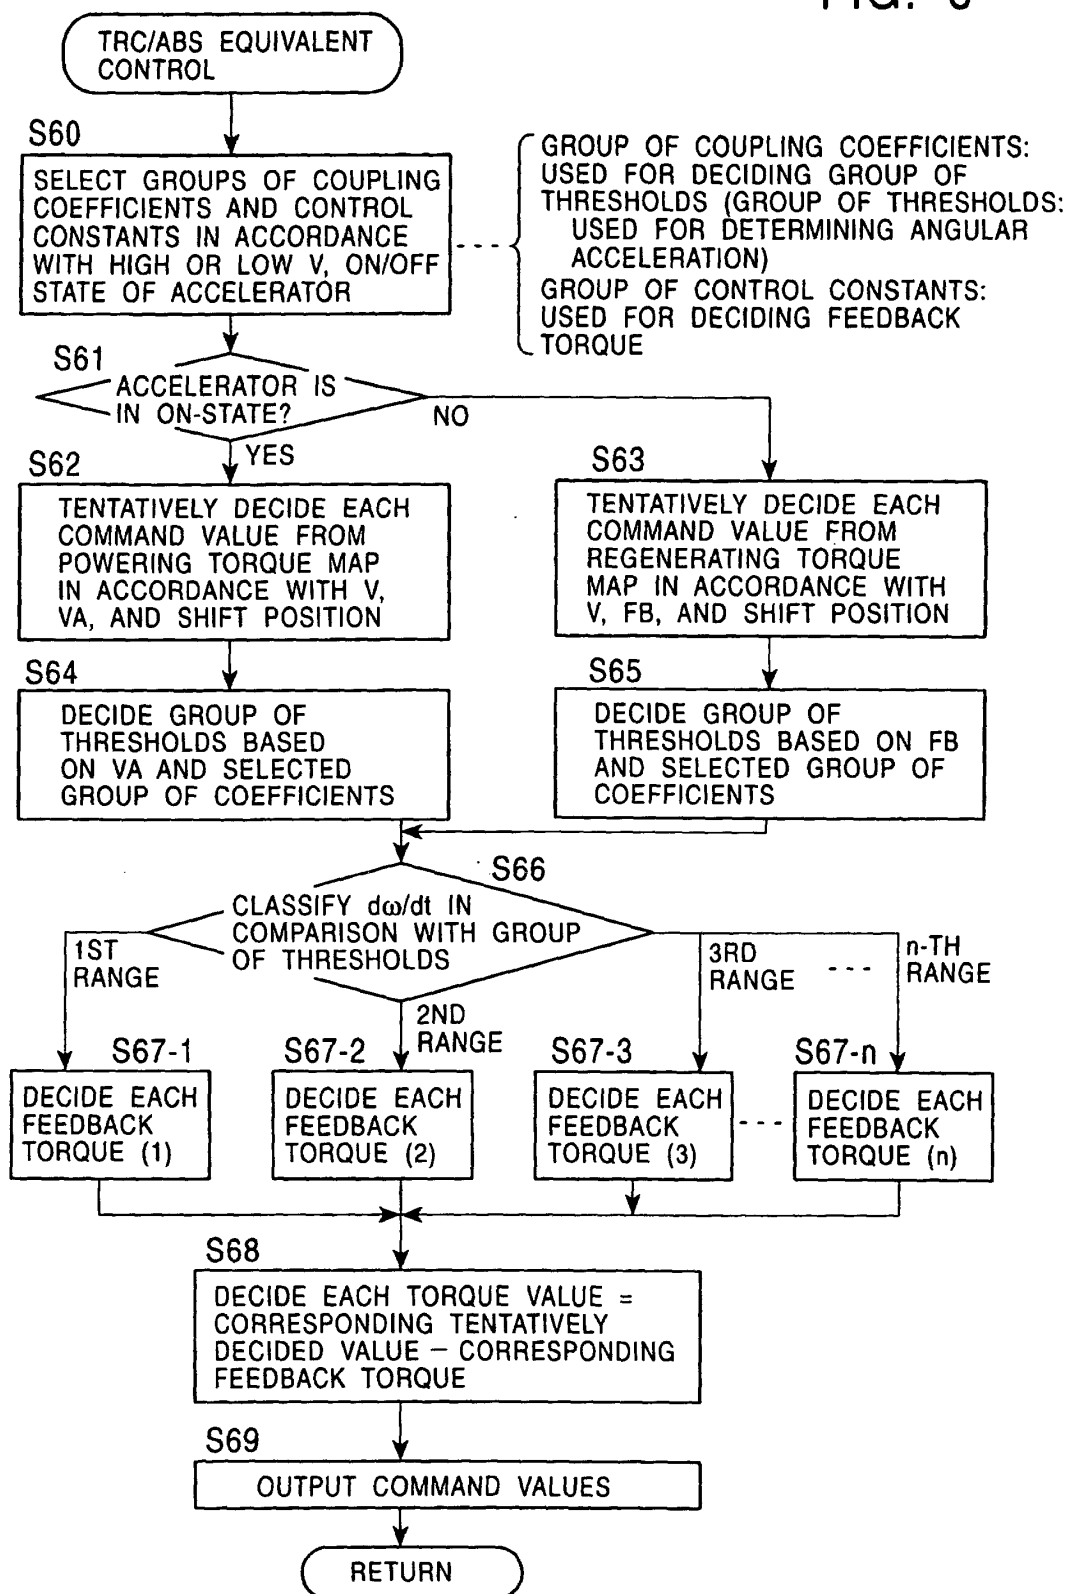 TRC/ABS EQUIVALENT
CONTROL
S60
SELECT GROUPS OF COUPLING
COEFFICIENTS AND CONTROL
CONSTANTS IN ACCORDANCE
WITH HIGH OR LOW V, ON/OFF
STATE OF ACCELERATOR
GROUP OF COUPLING COEFFICIENTS:
USED FOR DECIDING GROUP OF
THRESHOLDS (GROUP OF THRESHOLDS:
USED FOR DETERMINING ANGULAR
ACCELERATION)
GROUP OF CONTROL CONSTANTS:
USED FOR DECIDING FEEDBACK
TORQUE
S61
ACCELERATOR IS
IN ON-STATE?
NO
YES
S62
TENTATIVELY DECIDE EACH
COMMAND VALUE FROM
POWERING TORQUE MAP
IN ACCORDANCE WITH V,
VA, AND SHIFT POSITION
S63
TENTATIVELY DECIDE EACH
COMMAND VALUE FROM
REGENERATING TORQUE
MAP IN ACCORDANCE WITH
V, FB, AND SHIFT POSITION
S64
DECIDE GROUP OF
THRESHOLDS BASED
ON VA AND SELECTED
GROUP OF COEFFICIENTS
S65
DECIDE GROUP OF
THRESHOLDS BASED ON FB
AND SELECTED GROUP OF
COEFFICIENTS
S66
CLASSIFY dω/dt IN
COMPARISON WITH GROUP
OF THRESHOLDS
1ST
RANGE
2ND
RANGE
3RD
RANGE
---
n-TH
RANGE
S67-1
DECIDE EACH
FEEDBACK
TORQUE (1)
S67-2
DECIDE EACH
FEEDBACK
TORQUE (2)
S67-3
DECIDE EACH
FEEDBACK
TORQUE (3)
S67-n
DECIDE EACH
FEEDBACK
TORQUE (n)
S68
DECIDE EACH TORQUE VALUE =
CORRESPONDING TENTATIVELY
DECIDED VALUE – CORRESPONDING
FEEDBACK TORQUE
S69
OUTPUT COMMAND VALUES
RETURN